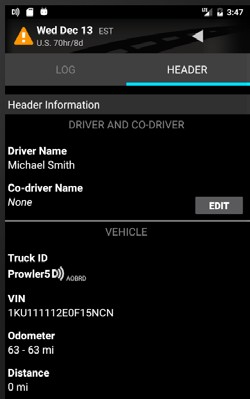 3:47
Wed Dec 13 EST
U.S. 70hr/8d
LOG
HEADER
Header Information
DRIVER AND CO-DRIVER
Driver Name
Michael Smith
Co-driver Name
None
EDIT
VEHICLE
Truck ID
Prowler5 AOBRD
VIN
1KU111112E0F15NCN
Odometer
63 - 63 mi
Distance
0 mi